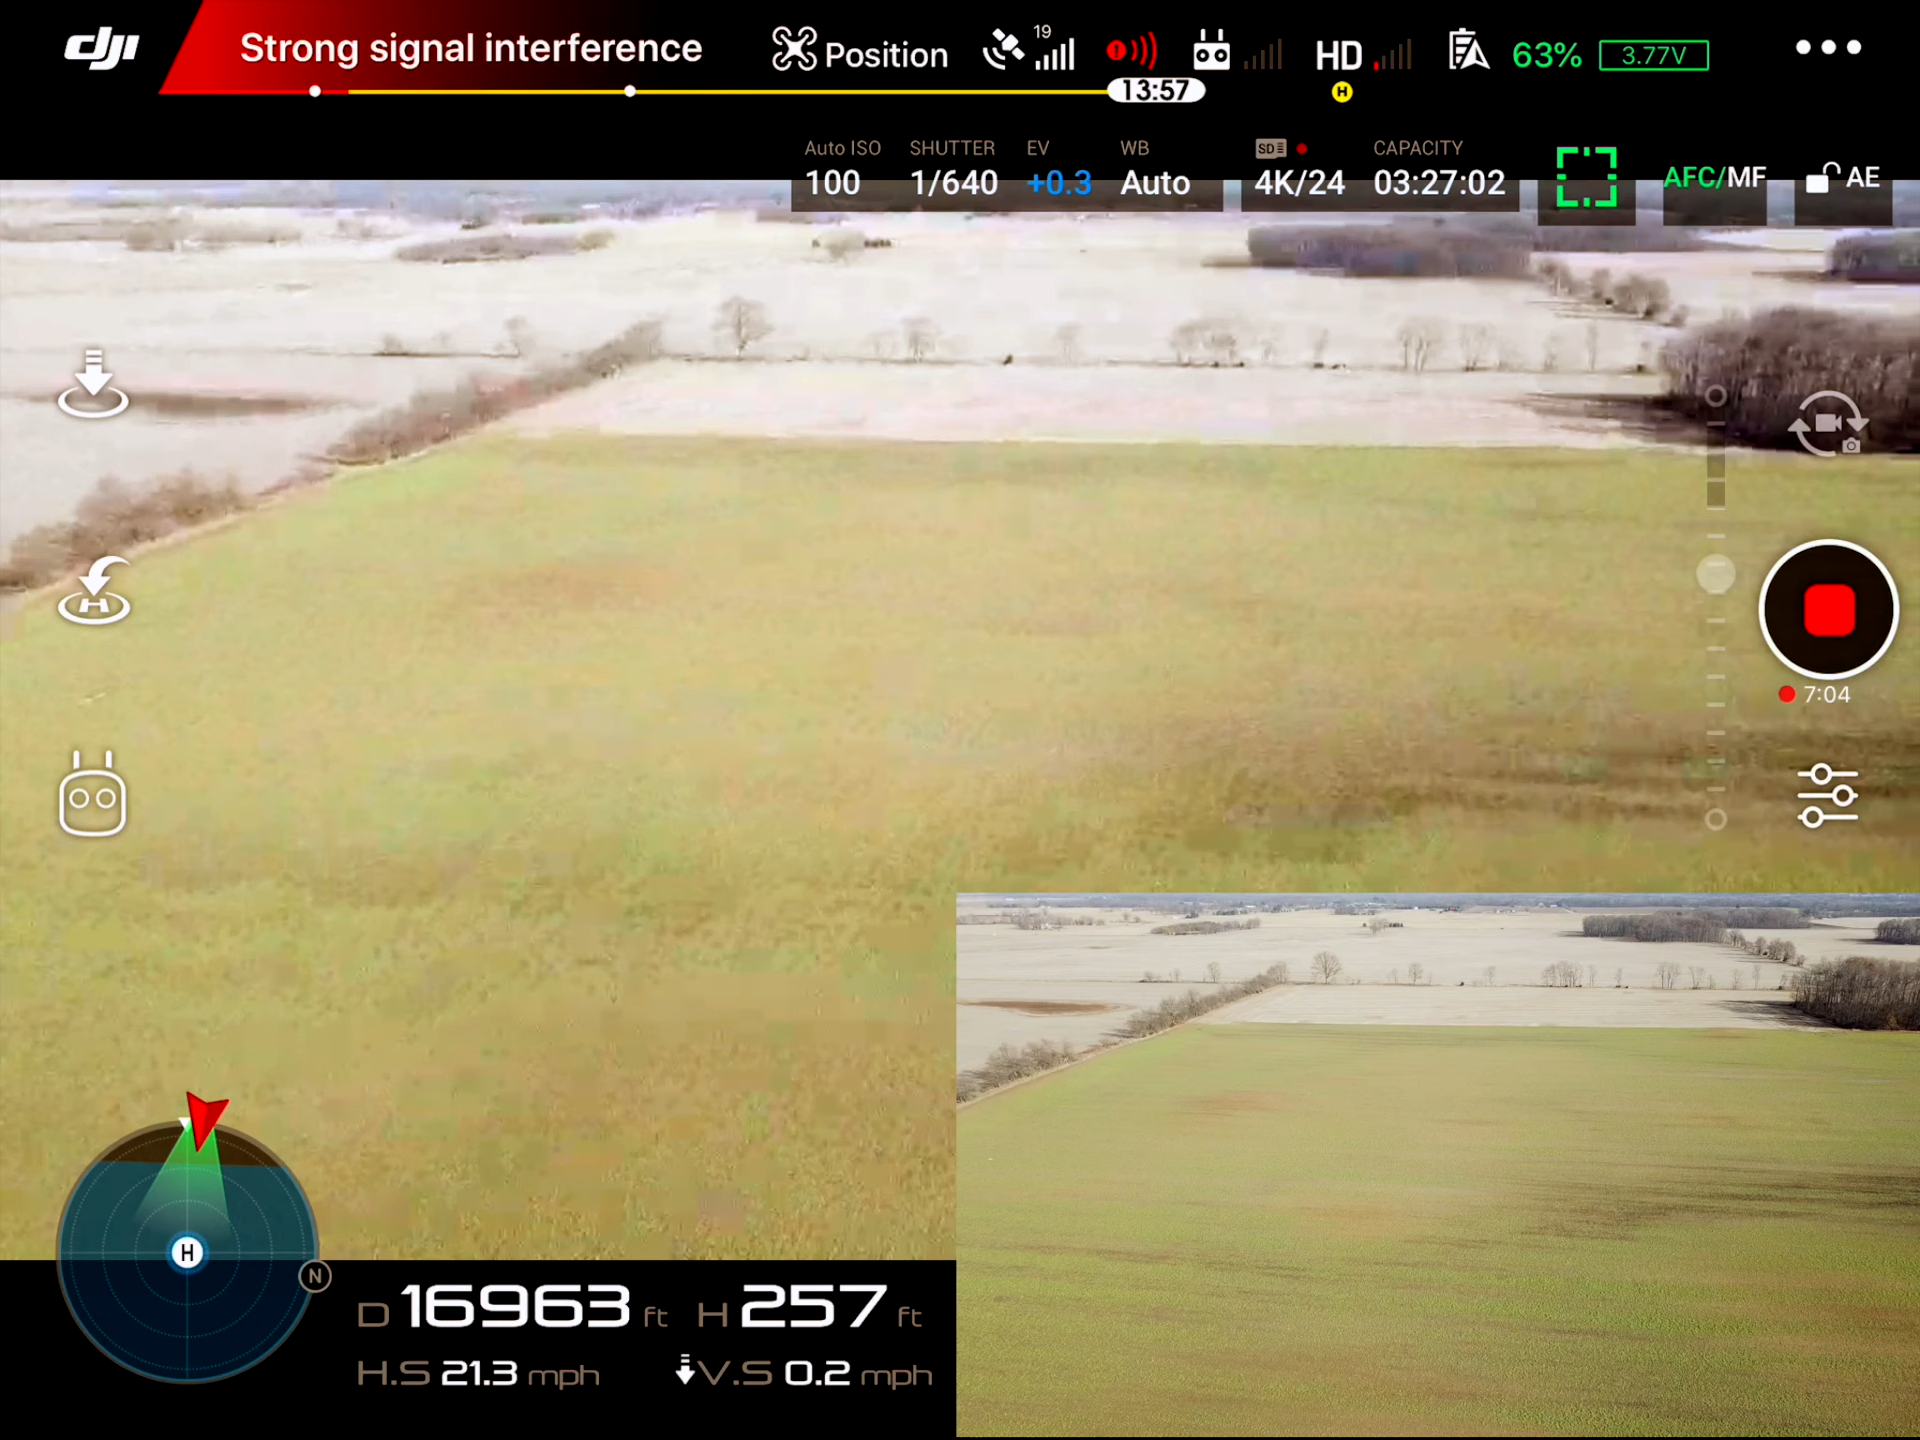 dji Strong signal interference Position 19 HD 63% 3.77V
13:57 H
Auto ISO SHUTTER EV WB SD CAPACITY
100 1/640 +0.3 Auto 4K/24 03:27:02 AFC/MF AE
H
7:04
H
N
D 16963 ft H 257 ft
H.S 21.3 mph V.S 0.2 mph